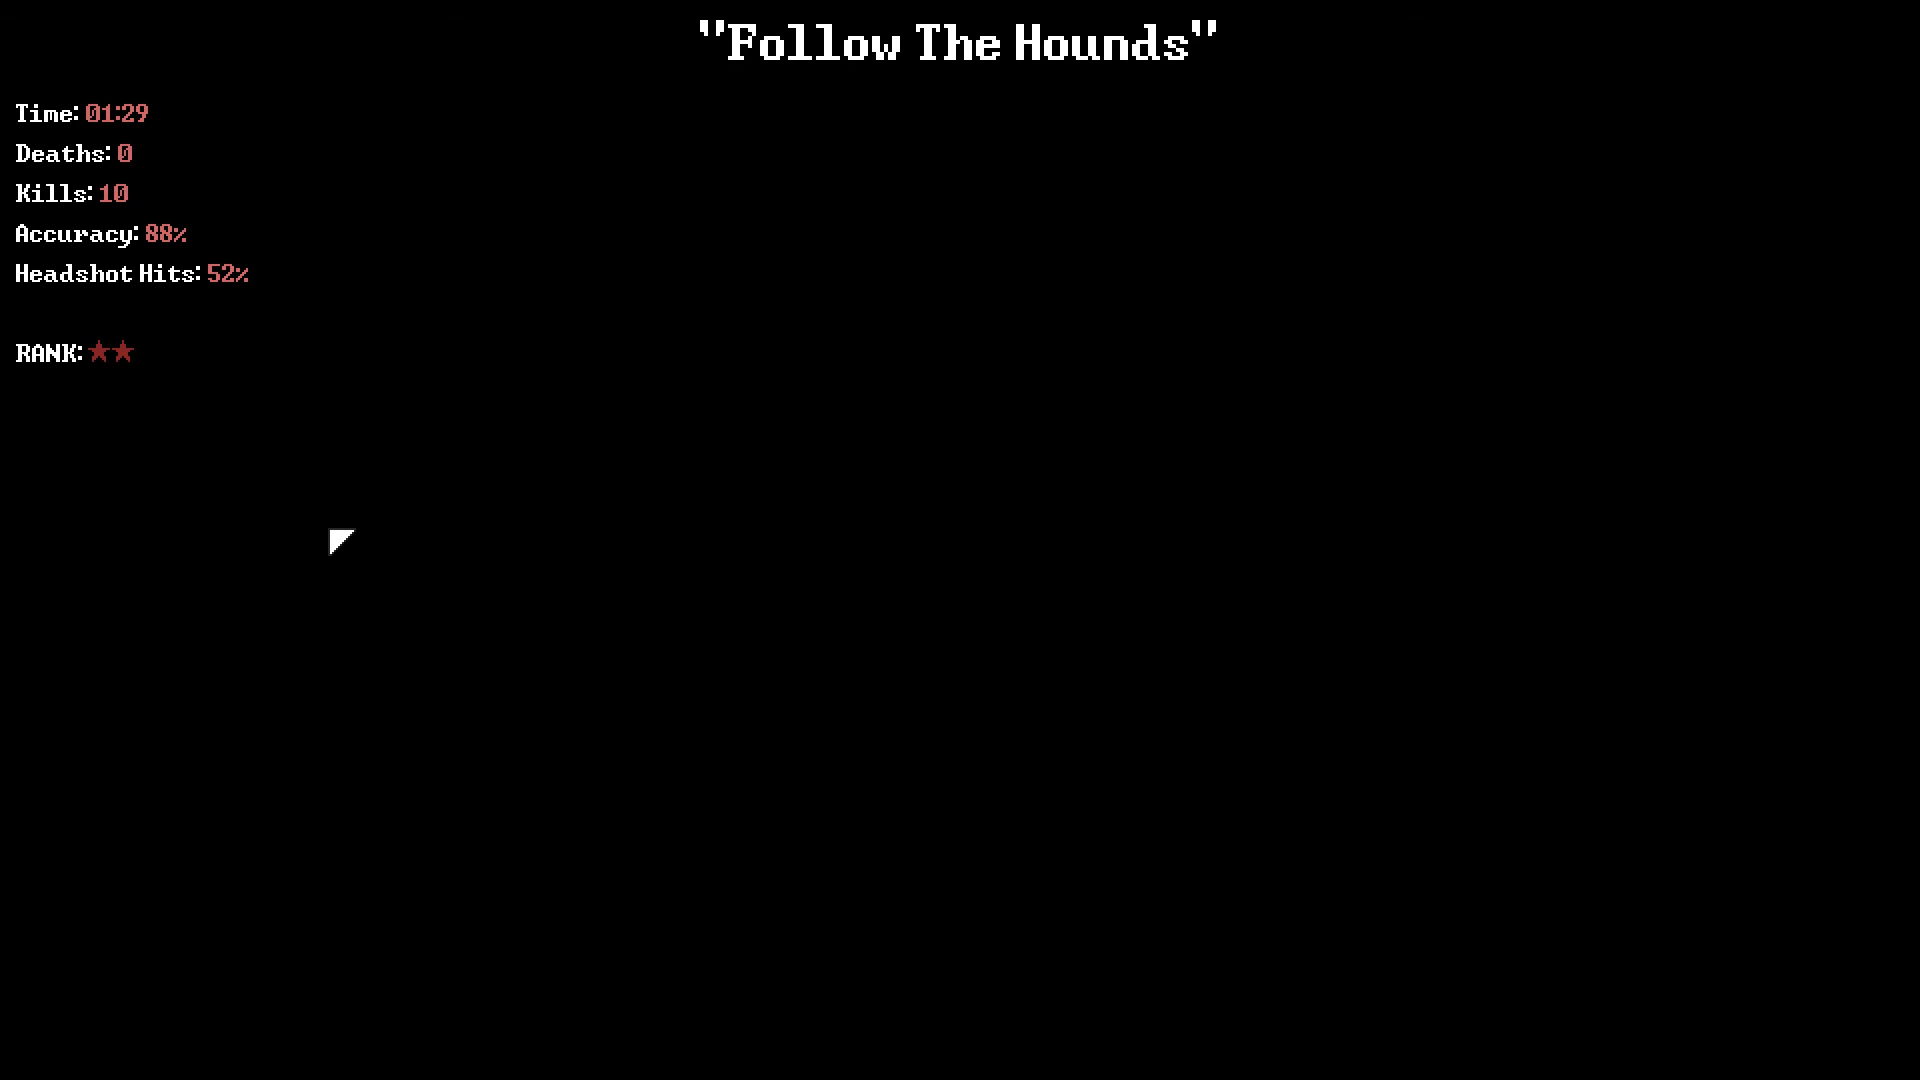 "Follow The Hounds"
Time: 01:29
Deaths: 0
Kills: 10
Accuracy: 88%
Headshot Hits: 52%
RANK: ★★